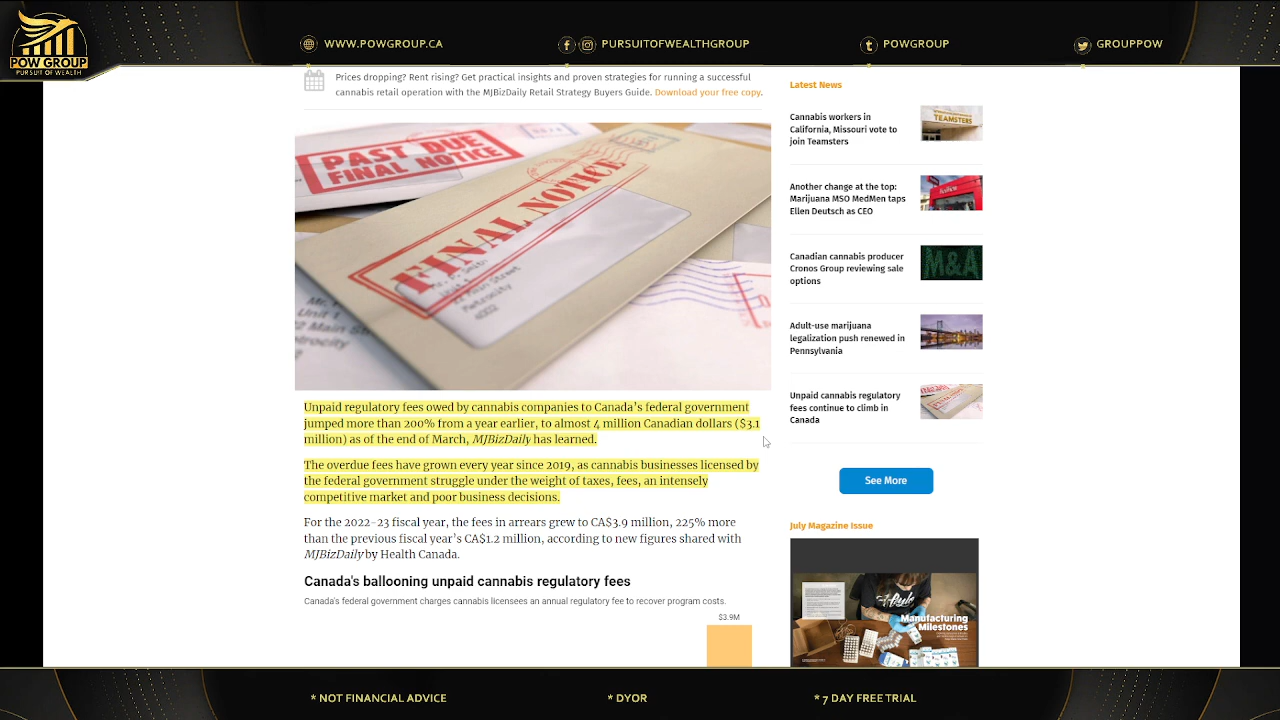 POW GROUP
PURSUIT OF WEALTH
WWW.POWGROUP.CA
PURSUITOFWEALTHGROUP
POWGROUP
GROUPPOW
Prices dropping? Rent rising? Get practical insights and proven strategies for running a successful
cannabis retail operation with the MJBizDaily Retail Strategy Buyers Guide. Download your free copy.
PAST DUE
FINAL NOTICE
FINAL NOTICE
Unpaid regulatory fees owed by cannabis companies to Canada's federal government
jumped more than 200% from a year earlier, to almost 4 million Canadian dollars ($3.1
million) as of the end of March, MJBizDaily has learned.
The overdue fees have grown every year since 2019, as cannabis businesses licensed by
the federal government struggle under the weight of taxes, fees, an intensely
competitive market and poor business decisions.
For the 2022-23 fiscal year, the fees in arrears grew to CA$3.9 million, 225% more
than the previous fiscal year's CA$1.2 million, according to new figures shared with
MJBizDaily by Health Canada.
Canada's ballooning unpaid cannabis regulatory fees
Canada's federal government charges cannabis licensees an annual regulatory fee to recover program costs.
$3.9M
Latest News
Cannabis workers in
California, Missouri vote to
join Teamsters
TEAMSTERS
Another change at the top:
Marijuana MSO MedMen taps
Ellen Deutsch as CEO
Canadian cannabis producer
Cronos Group reviewing sale
options
M&A
Adult-use marijuana
legalization push renewed in
Pennsylvania
Unpaid cannabis regulatory
fees continue to climb in
Canada
See More
July Magazine Issue
Manufacturing
Milestones
* NOT FINANCIAL ADVICE
* DYOR
* 7 DAY FREE TRIAL